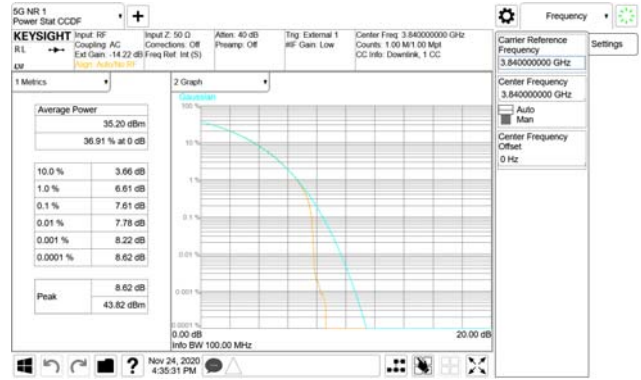 5G NR 1
Power Stat CCDF
KEYSIGHT
RL
Input: RF
Coupling: AC
Ext Gain: -14.22 dB
Align: Auto/No RF
Input Z: 50 Ω
Corrections: Off
Freq Ref: Int (S)
Atten: 40 dB
Preamp: Off
Trig: External 1
#IF Gain: Low
Center Freq: 3.840000000 GHz
Counts: 1.00 M/1.00 Mpt
CC Info: Downlink, 1 CC
1 Metrics
Average Power
35.20 dBm
36.91 % at 0 dB
10.0 % 3.66 dB
1.0 % 6.61 dB
0.1 % 7.61 dB
0.01 % 7.78 dB
0.001 % 8.22 dB
0.0001 % 8.62 dB
Peak
8.62 dB
43.82 dBm
2 Graph
Gaussian
100 %
10 %
1 %
0.1 %
0.01 %
0.001 %
0.0001 %
0.00 dB
20.00 dB
Info BW 100.00 MHz
Frequency
Settings
Carrier Reference
Frequency
3.840000000 GHz
Center Frequency
3.840000000 GHz
Auto
Man
Center Frequency
Offset
0 Hz
?
Nov 24, 2020
4:35:31 PM